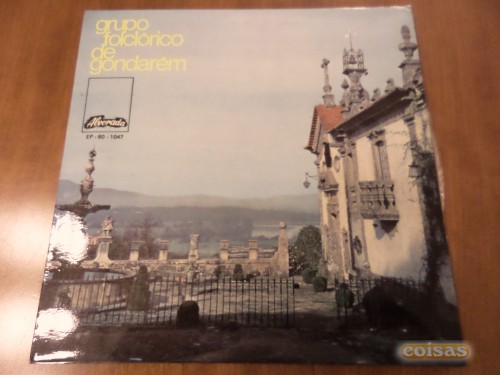 grupo
folclórico
de
gondarém
Alvorada
EP - 60 - 1047
coisas